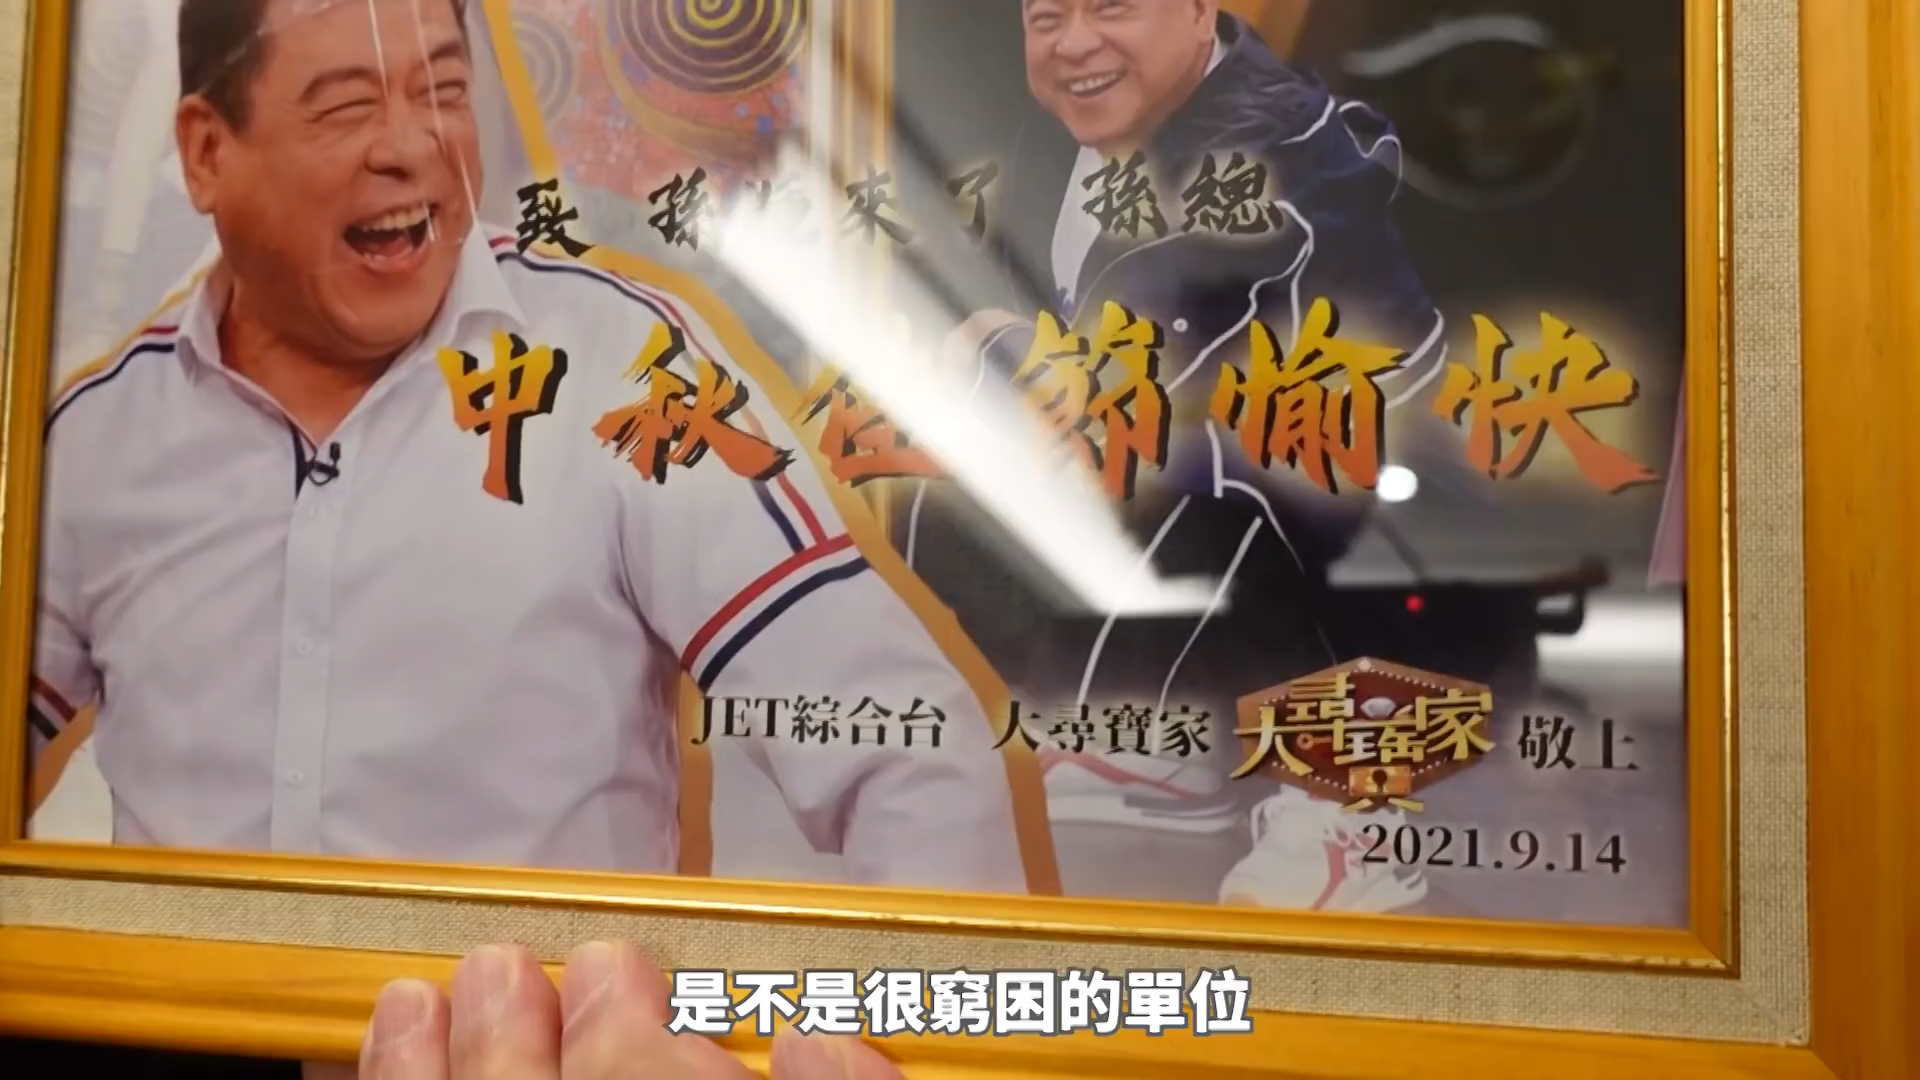 致 孫 來了 孫總
中秋佳節愉快
JET綜合台 大尋寶家 大尋寶家 敬上
2021.9.14
是不是很窮困的單位